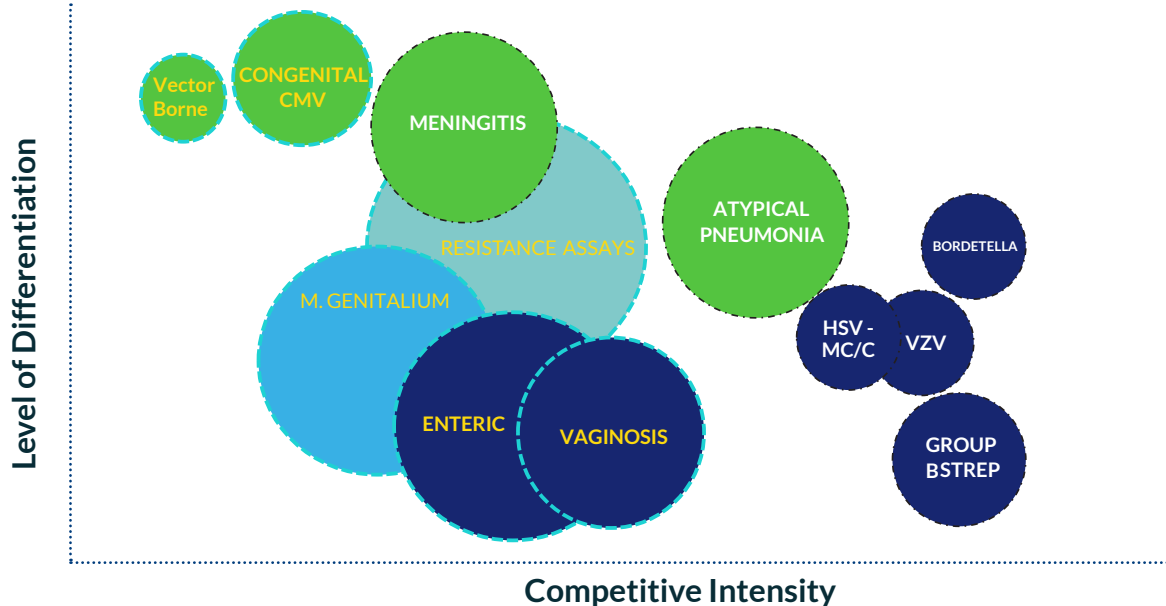 Level of Differentiation
Vector
Borne
CONGENITAL
CMV
MENINGITIS
RESISTANCE ASSAYS
M. GENITALIUM
ENTERIC
VAGINOSIS
ATYPICAL
PNEUMONIA
BORDETELLA
HSV -
MC/C
VZV
GROUP
BSTREP
Competitive Intensity